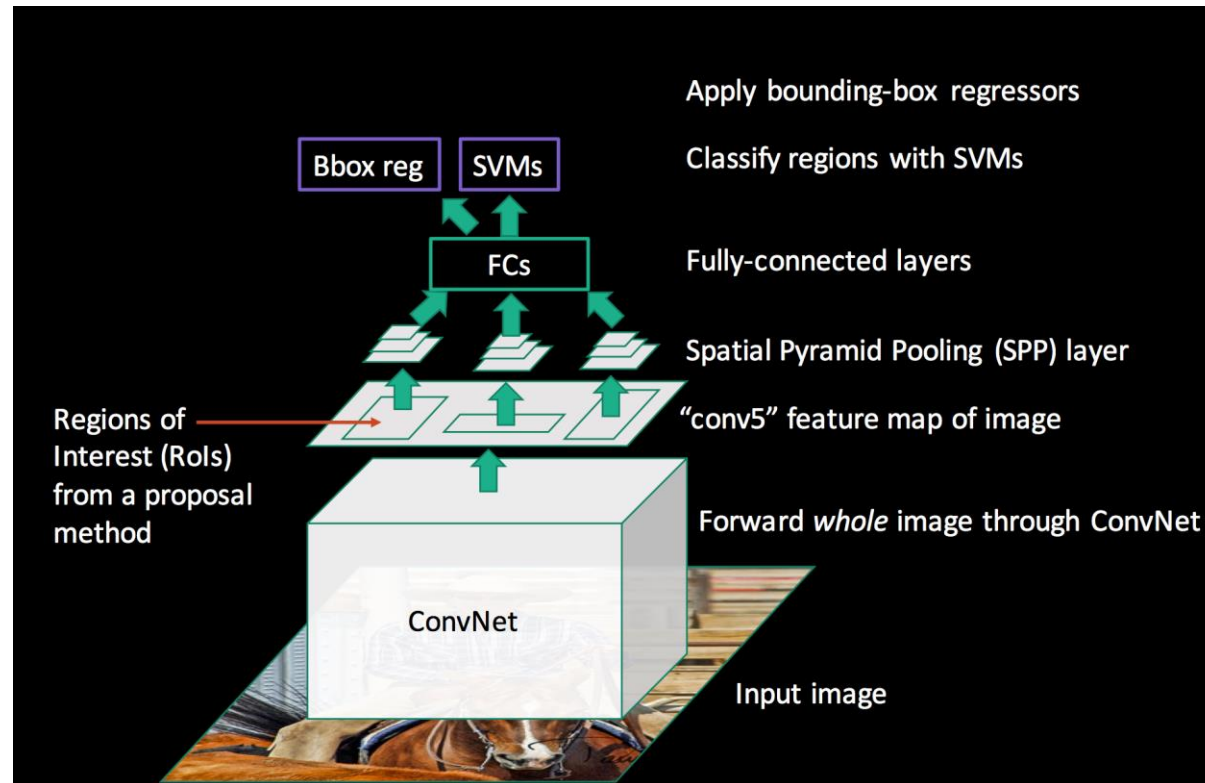 Apply bounding-box regressors
Bbox reg
SVMs
Classify regions with SVMs
FCs
Fully-connected layers
Spatial Pyramid Pooling (SPP) layer
Regions of
Interest (RoIs)
from a proposal
method
“conv5” feature map of image
Forward whole image through ConvNet
ConvNet
Input image